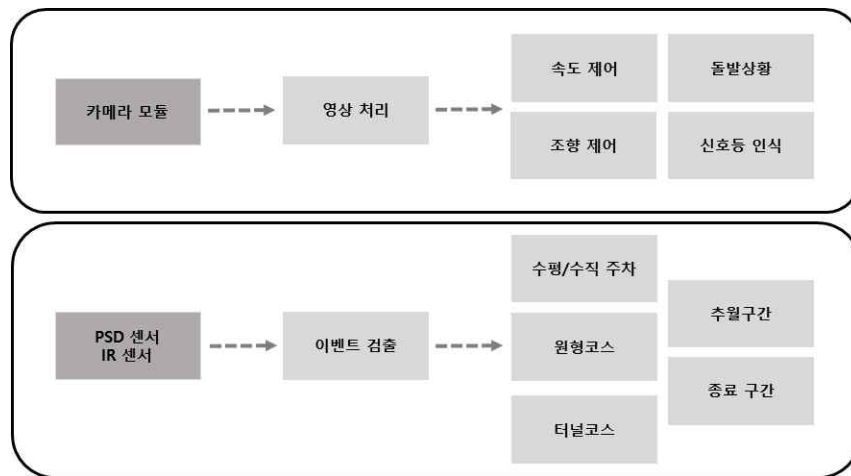 카메라 모듈
영상 처리
속도 제어
돌발상황
조향 제어
신호등 인식
PSD 센서
IR 센서
이벤트 검출
수평/수직 주차
원형코스
터널코스
추월구간
종료 구간